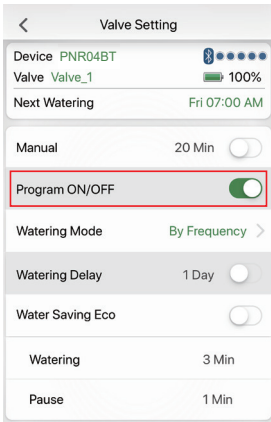 Valve Setting
Device PNR04BT
Valve Valve_1 100%
Next Watering Fri 07:00 AM
Manual 20 Min
Program ON/OFF
Watering Mode By Frequency
Watering Delay 1 Day
Water Saving Eco
Watering 3 Min
Pause 1 Min